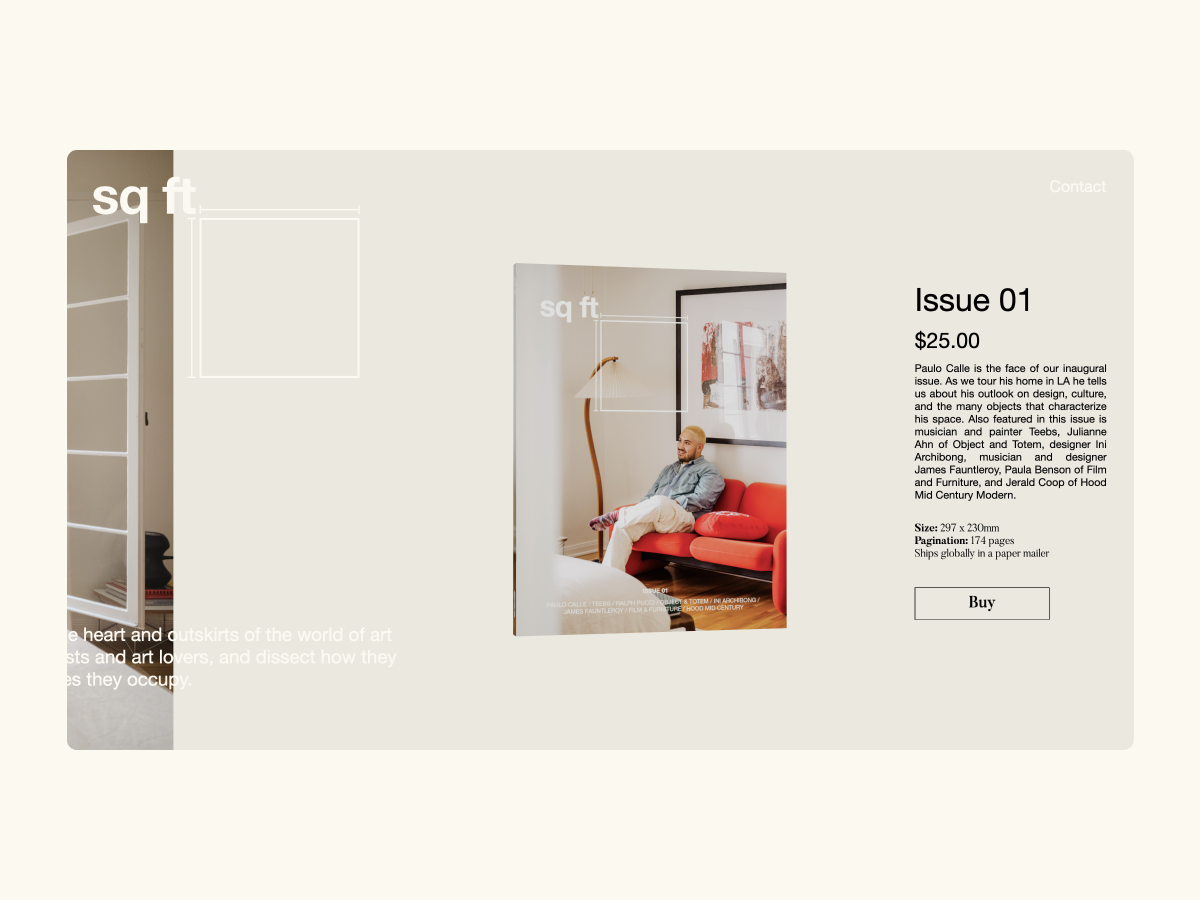 sq ft
Contact
e heart and outskirts of the world of art
sts and art lovers, and dissect how they
es they occupy.
sq ft
ISSUE 01
PAULO CALLE / TEEBS / RALPH PUCCI / OBJECT & TOTEM / INI ARCHIBONG /
JAMES FAUNTLEROY / FILM & FURNITURE / HOOD MID-CENTURY
Issue 01
$25.00
Paulo Calle is the face of our inaugural
issue. As we tour his home in LA he tells
us about his outlook on design, culture,
and the many objects that characterize
his space. Also featured in this issue is
musician and painter Teebs, Julianne
Ahn of Object and Totem, designer Ini
Archibong, musician and designer
James Fauntleroy, Paula Benson of Film
and Furniture, and Jerald Coop of Hood
Mid Century Modern.
Size: 297 x 230mm
Pagination: 174 pages
Ships globally in a paper mailer
Buy